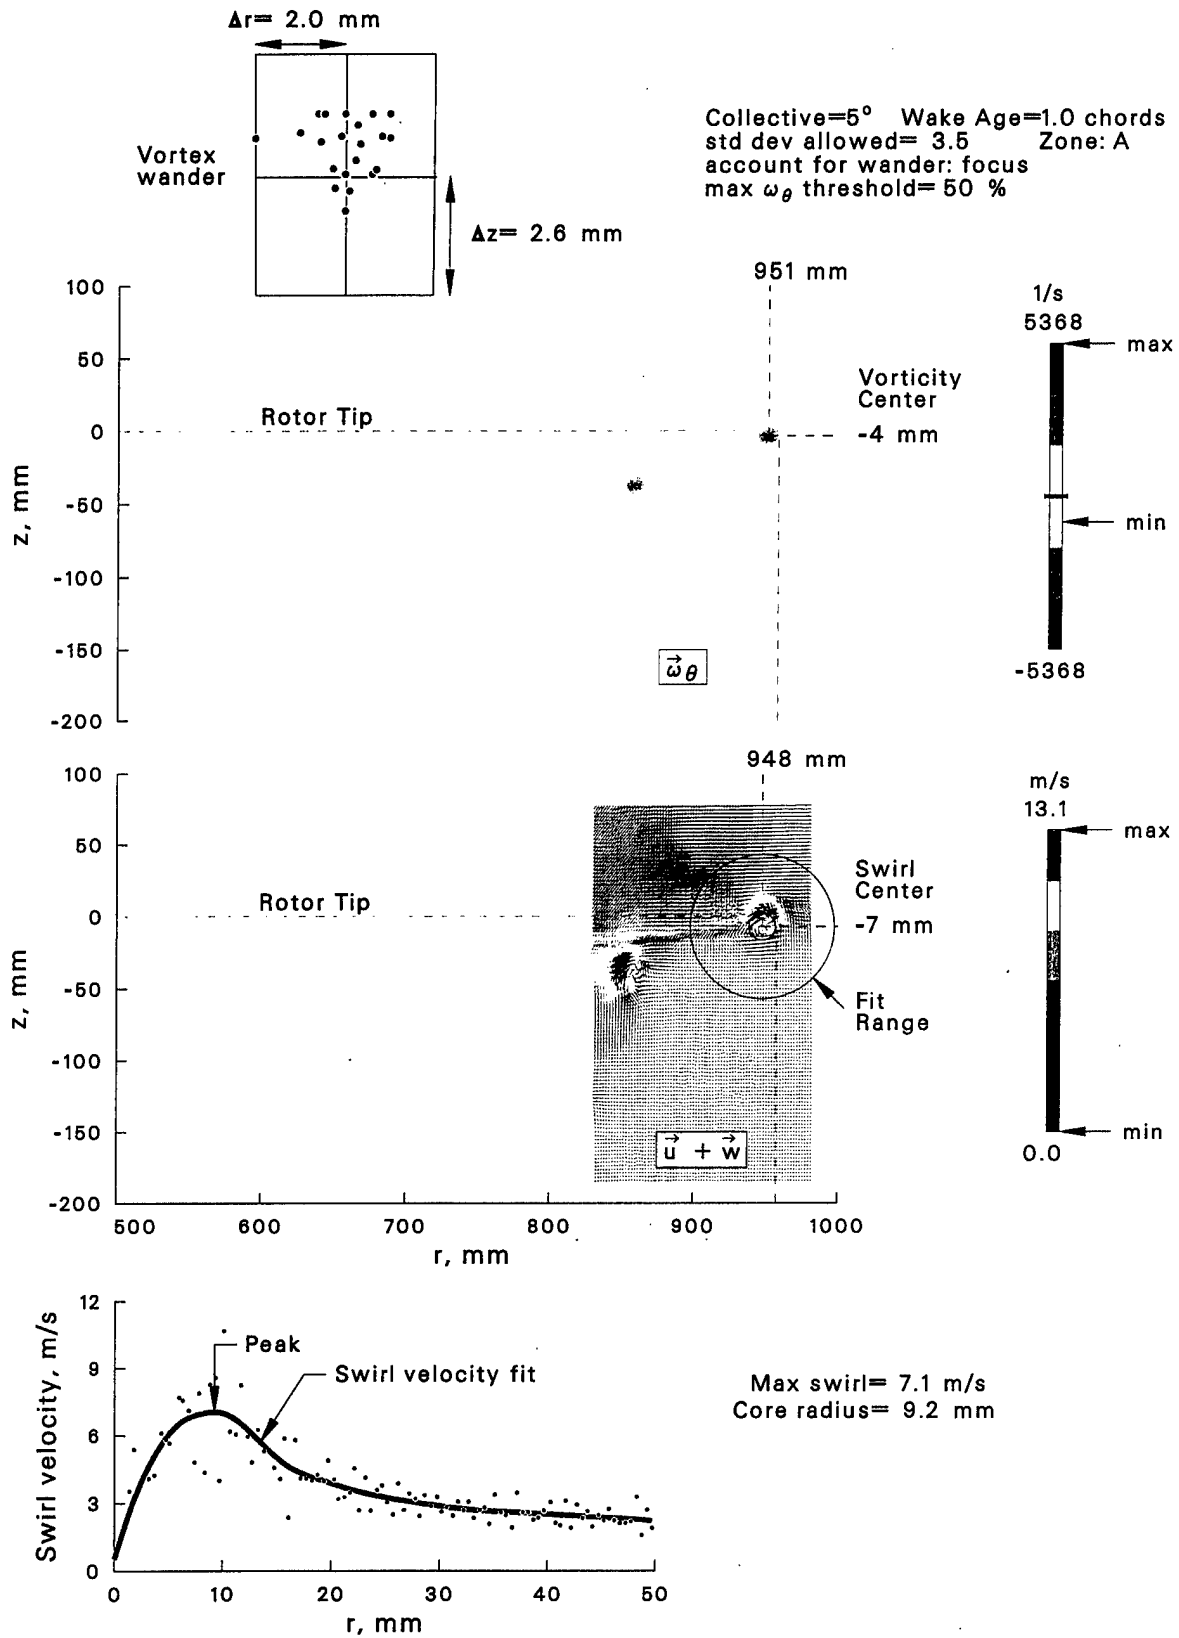 Δr= 2.0 mm
Vortex
wander
Δz= 2.6 mm
Collective=5° Wake Age=1.0 chords
std dev allowed= 3.5 Zone: A
account for wander: focus
max ωθ threshold= 50 %
951 mm
100
50
0
-50
-100
-150
-200
z, mm
Rotor Tip
Vorticity
Center
-4 mm
ω⃗θ
1/s
5368
max
min
-5368
948 mm
100
50
0
-50
-100
-150
-200
z, mm
Rotor Tip
Swirl
Center
-7 mm
Fit
Range
u⃗ + w⃗
m/s
13.1
max
min
0.0
500 600 700 800 900 1000
r, mm
12
9
6
3
0
Swirl velocity, m/s
Peak
Swirl velocity fit
Max swirl= 7.1 m/s
Core radius= 9.2 mm
0 10 20 30 40 50
r, mm